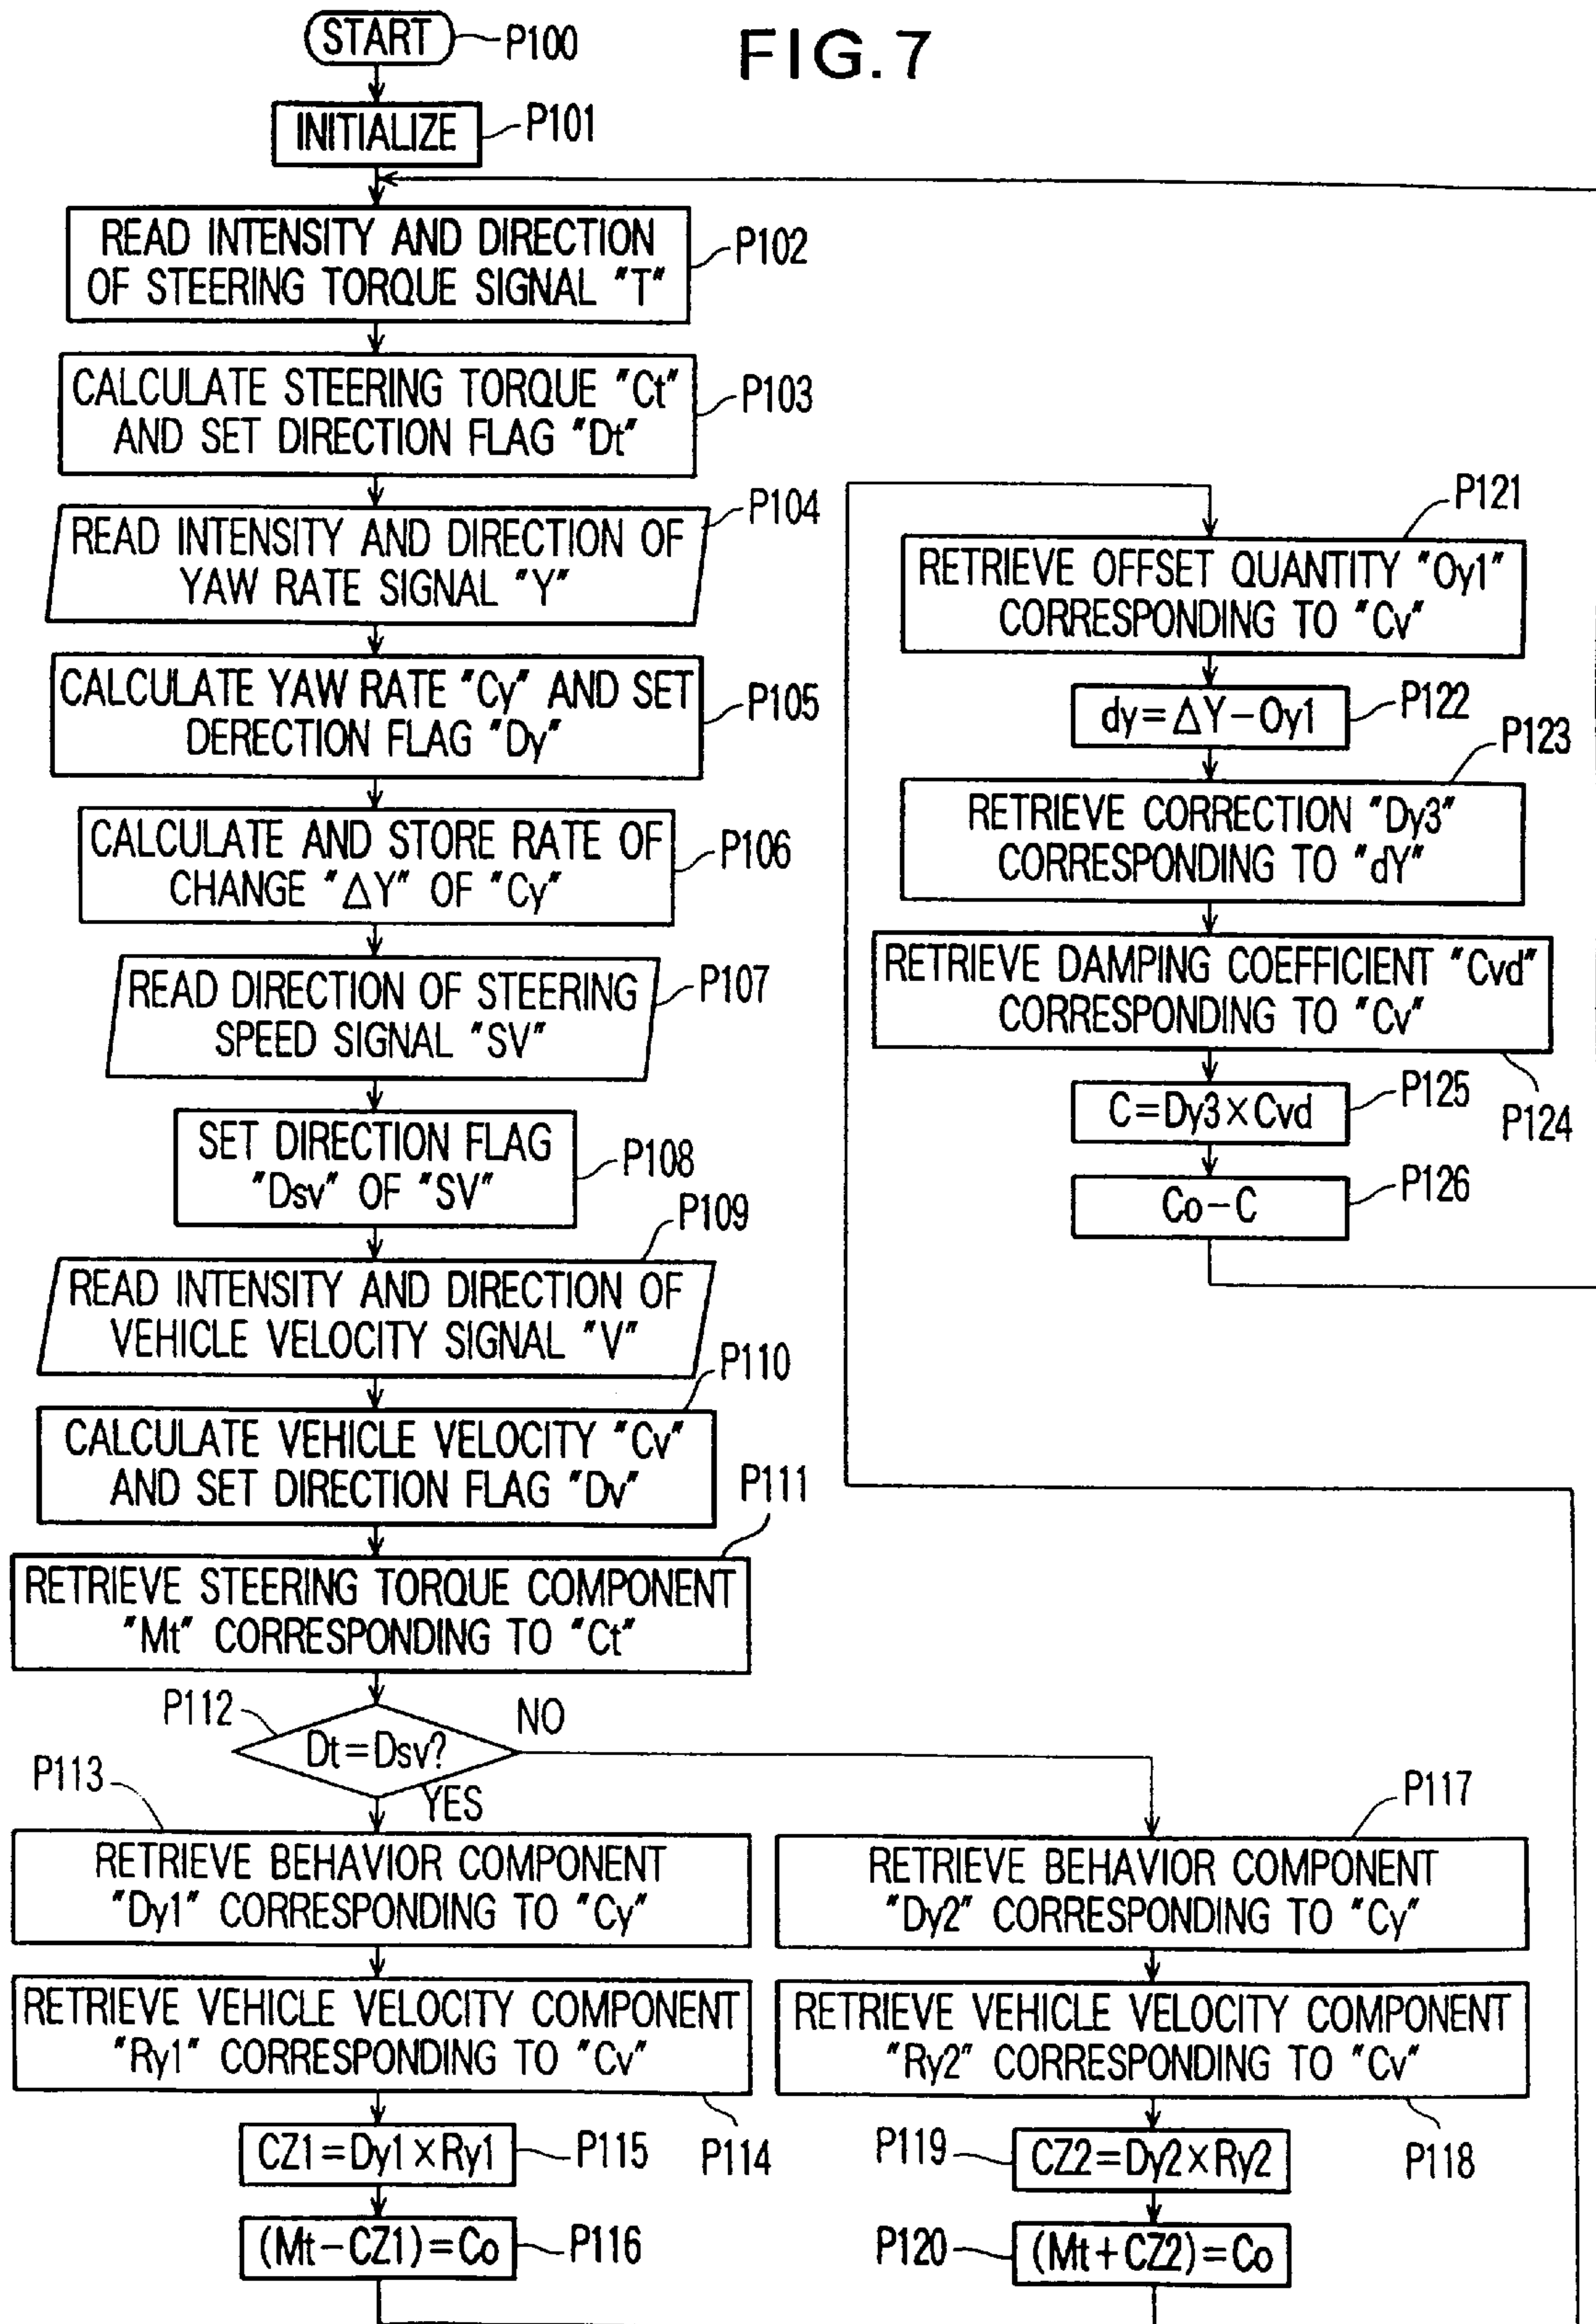 FIG.7
START
P100
INITIALIZE
P101
READ INTENSITY AND DIRECTION
OF STEERING TORQUE SIGNAL "T"
P102
CALCULATE STEERING TORQUE "Ct"
AND SET DIRECTION FLAG "Dt"
P103
READ INTENSITY AND DIRECTION OF
YAW RATE SIGNAL "Y"
P104
CALCULATE YAW RATE "Cy" AND SET
DERECTION FLAG "Dy"
P105
CALCULATE AND STORE RATE OF
CHANGE "ΔY" OF "Cy"
P106
READ DIRECTION OF STEERING
SPEED SIGNAL "SV"
P107
SET DIRECTION FLAG
"Dsv" OF "SV"
P108
P109
READ INTENSITY AND DIRECTION OF
VEHICLE VELOCITY SIGNAL "V"
P110
CALCULATE VEHICLE VELOCITY "Cv"
AND SET DIRECTION FLAG "Dv"
P111
RETRIEVE STEERING TORQUE COMPONENT
"Mt" CORRESPONDING TO "Ct"
P112
Dt=Dsv?
NO
YES
P113
RETRIEVE BEHAVIOR COMPONENT
"Dy1" CORRESPONDING TO "Cy"
RETRIEVE VEHICLE VELOCITY COMPONENT
"Ry1" CORRESPONDING TO "Cv"
P114
CZ1=Dy1×Ry1
P115
(Mt-CZ1)=Co
P116
P117
RETRIEVE BEHAVIOR COMPONENT
"Dy2" CORRESPONDING TO "Cy"
RETRIEVE VEHICLE VELOCITY COMPONENT
"Ry2" CORRESPONDING TO "Cv"
P118
P119
CZ2=Dy2×Ry2
P120
(Mt+CZ2)=Co
P121
RETRIEVE OFFSET QUANTITY "Oy1"
CORRESPONDING TO "Cv"
dy=ΔY-Oy1
P122
P123
RETRIEVE CORRECTION "Dy3"
CORRESPONDING TO "dY"
RETRIEVE DAMPING COEFFICIENT "Cvd"
CORRESPONDING TO "Cv"
P124
C=Dy3×Cvd
P125
Co-C
P126